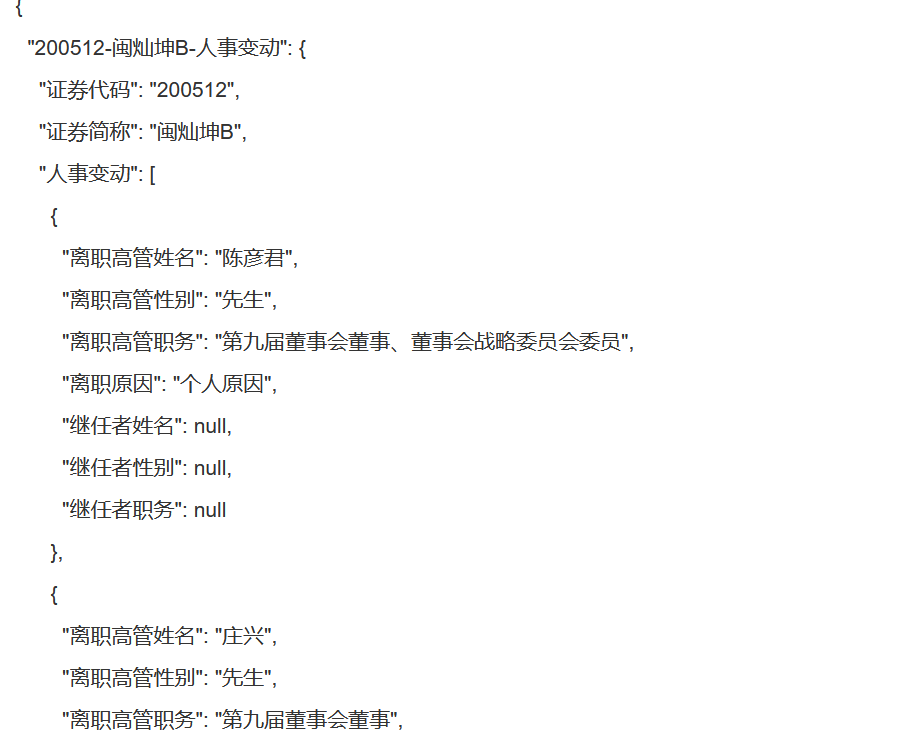 {
"200512-闽灿坤B-人事变动": {
"证券代码": "200512",
"证券简称": "闽灿坤B",
"人事变动": [
{
"离职高管姓名": "陈彦君",
"离职高管性别": "先生",
"离职高管职务": "第九届董事会董事、董事会战略委员会委员",
"离职原因": "个人原因",
"继任者姓名": null,
"继任者性别": null,
"继任者职务": null
},
{
"离职高管姓名": "庄兴",
"离职高管性别": "先生",
"离职高管职务": "第九届董事会董事",